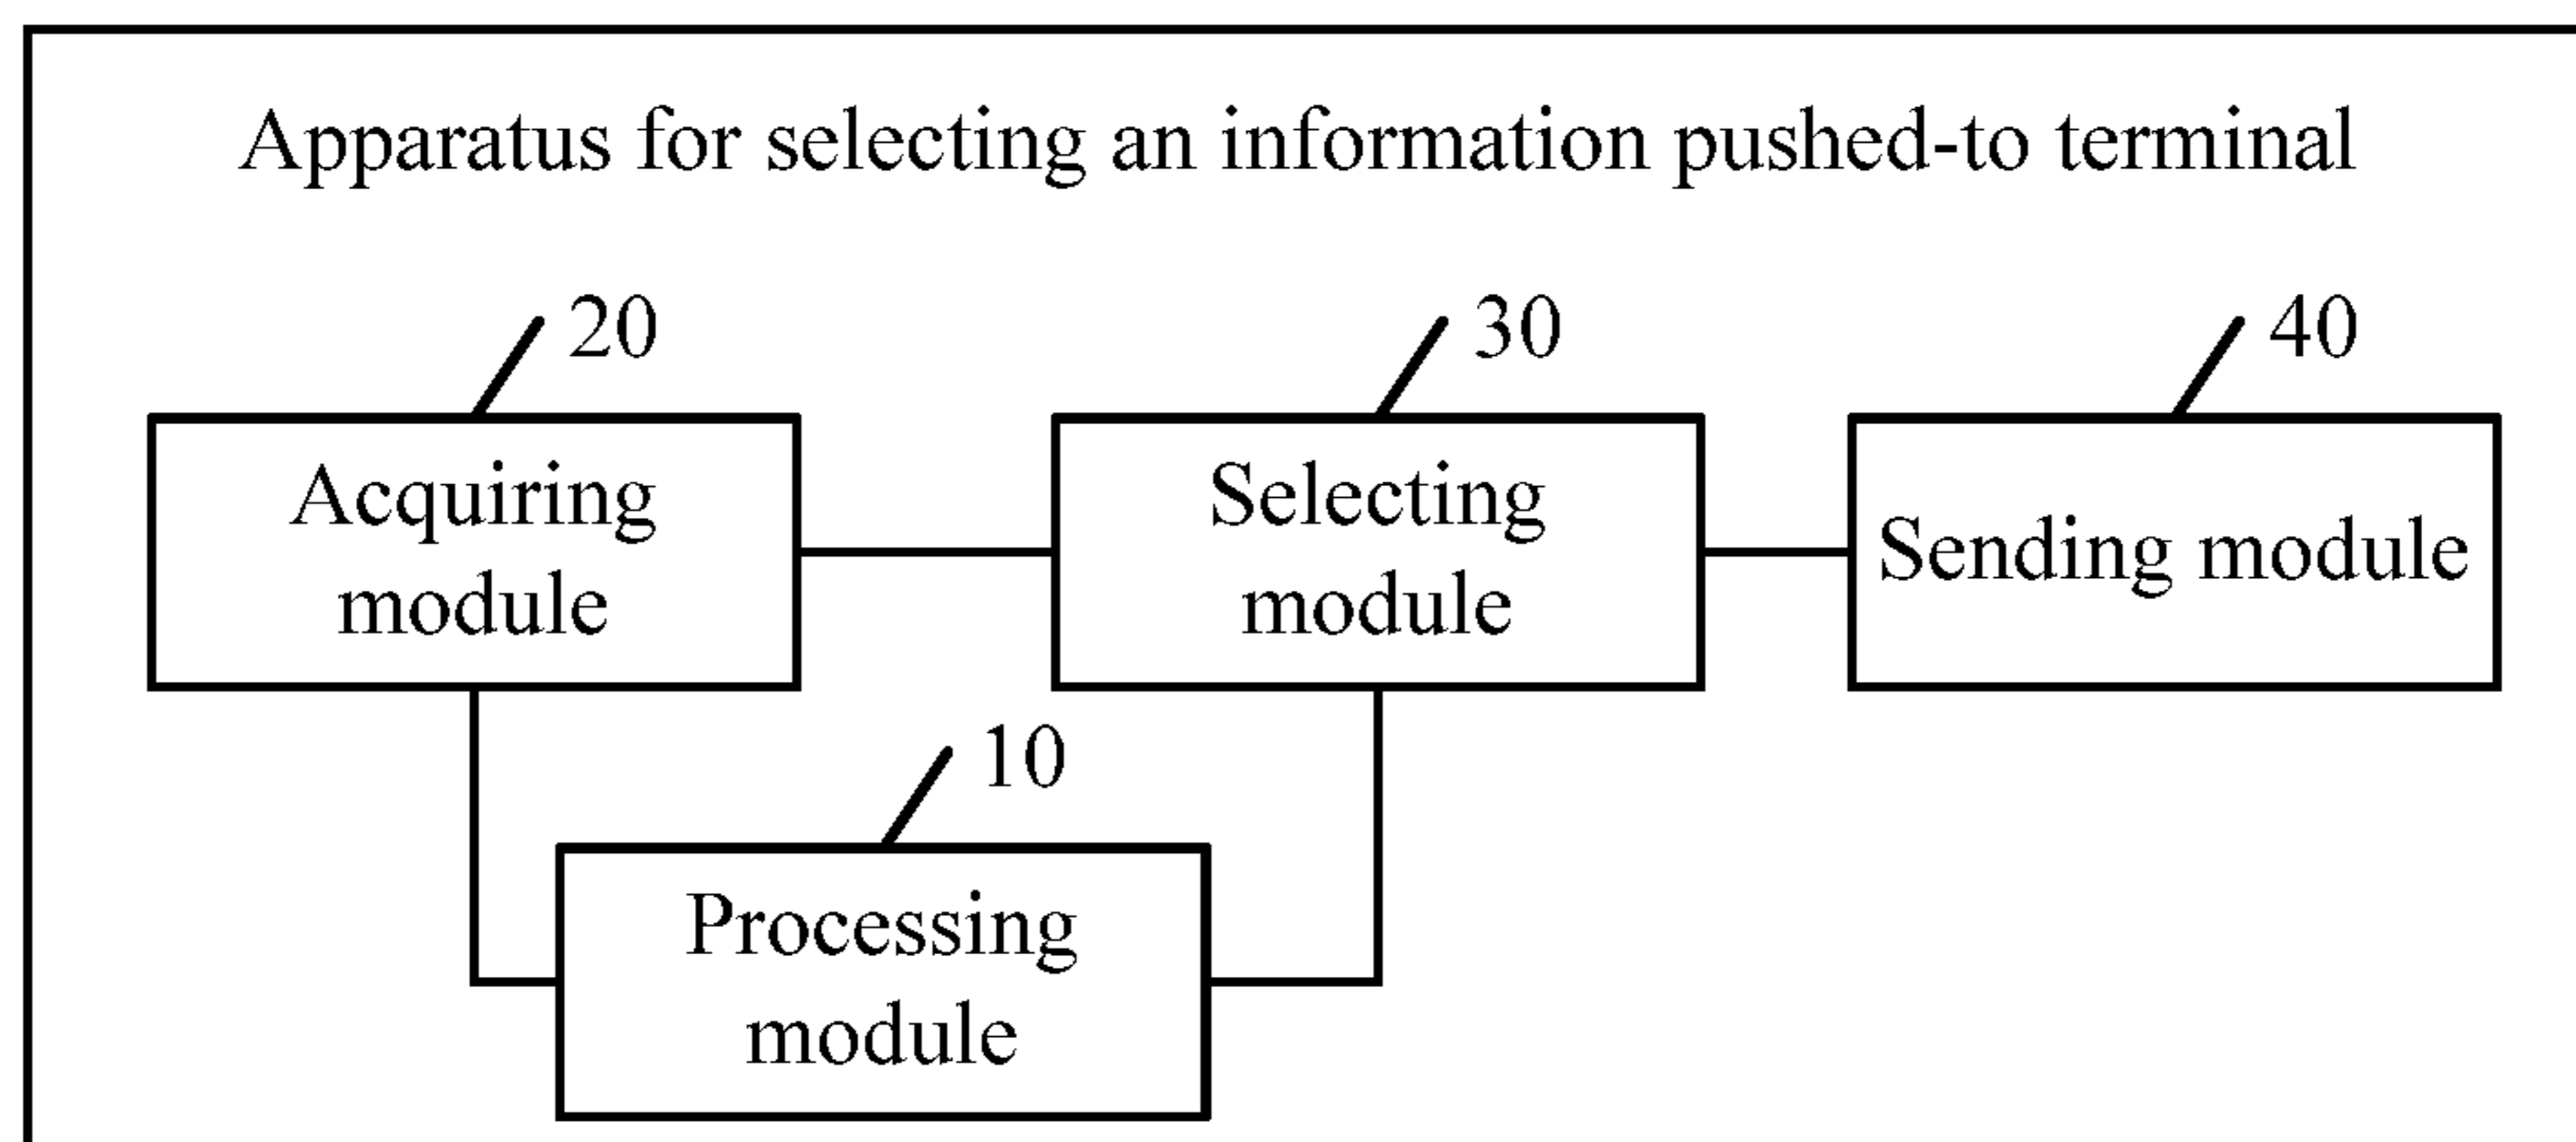 Apparatus for selecting an information pushed-to terminal
20
30
40
Acquiring
module
Selecting
module
Sending module
10
Processing
module